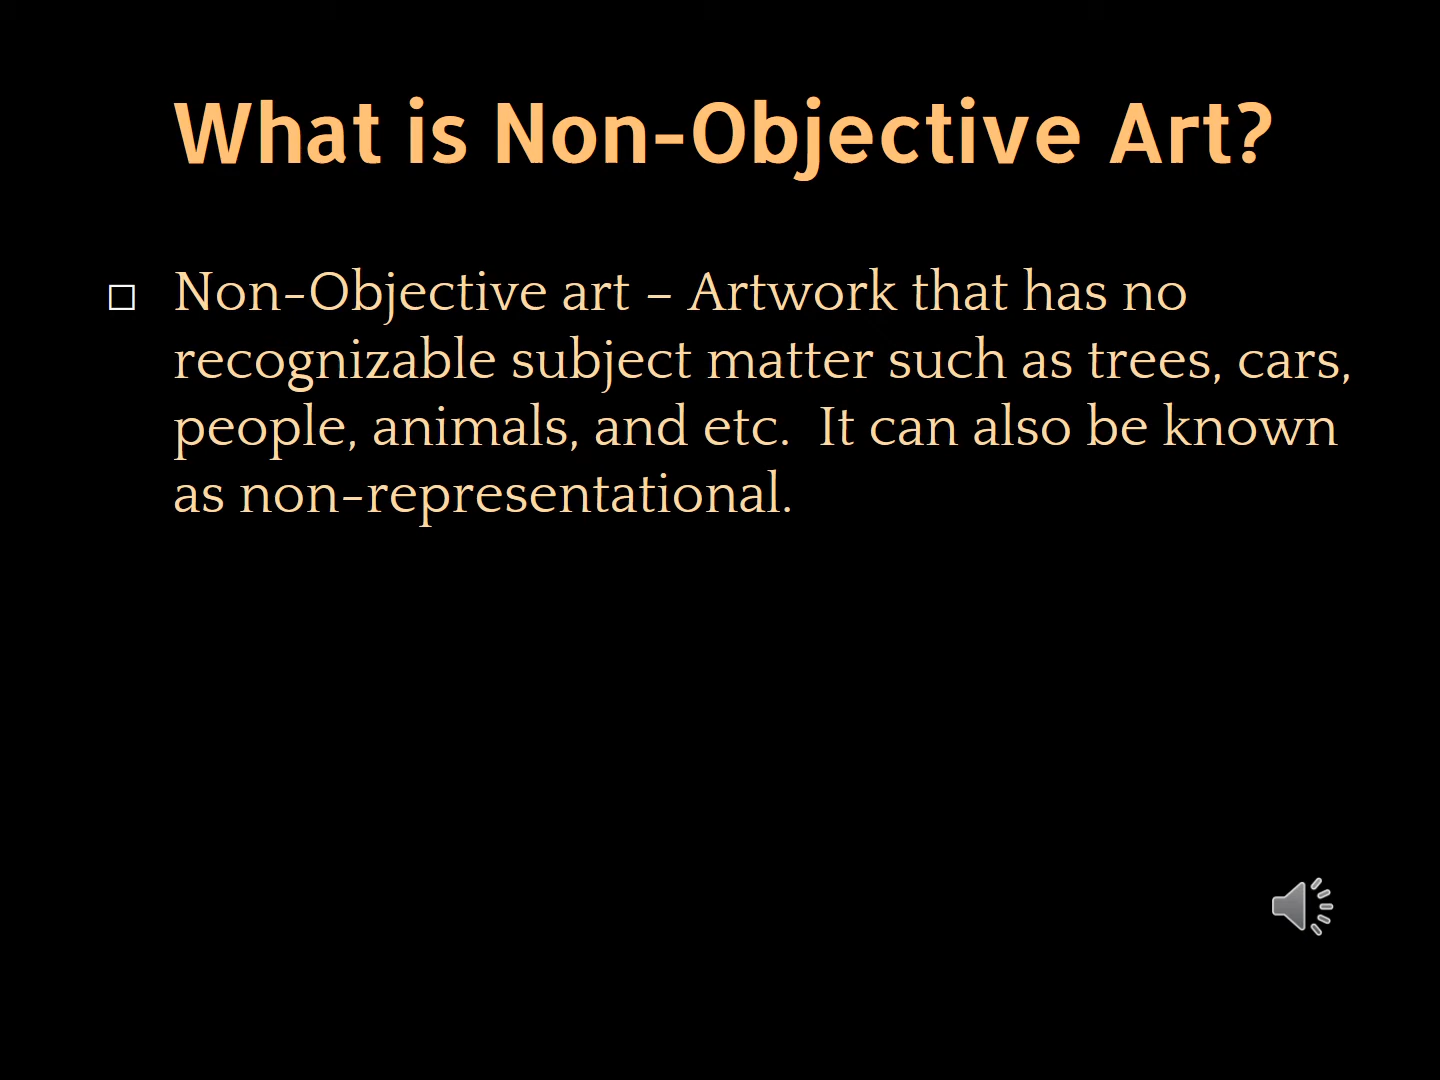 What is Non-Objective Art?
Non-Objective art – Artwork that has no
recognizable subject matter such as trees, cars,
people, animals, and etc.  It can also be known
as non-representational.